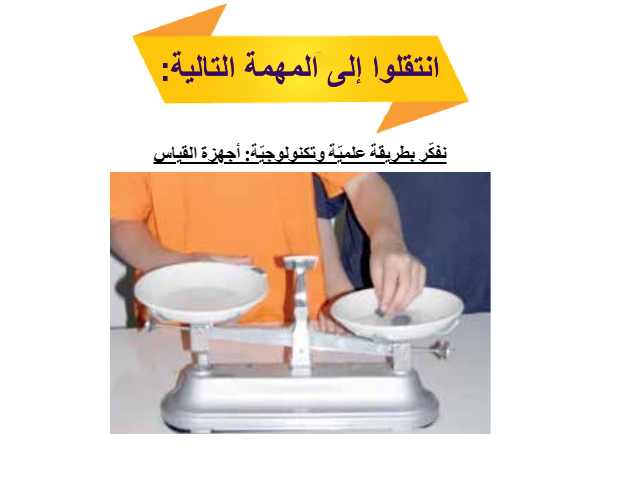 انتقلوا إلى المهمة التالية:
نفكّر بطريقة علميّة وتكنولوجيّة: أجهزة القياس